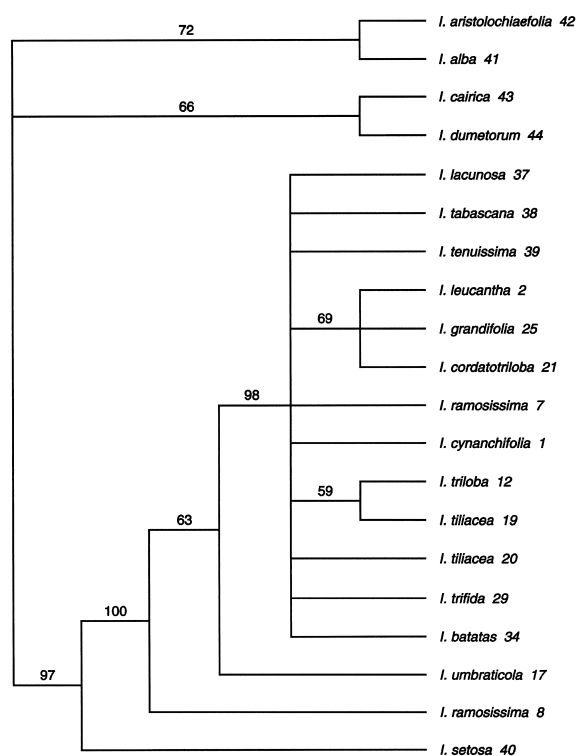 I. aristolochiaefolia 42
72
I. alba 41
I. cairica 43
66
I. dumetorum 44
I. lacunosa 37
I. tabascana 38
I. tenuissima 39
I. leucantha 2
69
I. grandifolia 25
I. cordatotriloba 21
98
I. ramosissima 7
I. cynanchifolia 1
I. triloba 12
59
I. tiliacea 19
63
I. tiliacea 20
I. trifida 29
100
I. batatas 34
97
I. umbraticola 17
I. ramosissima 8
I. setosa 40